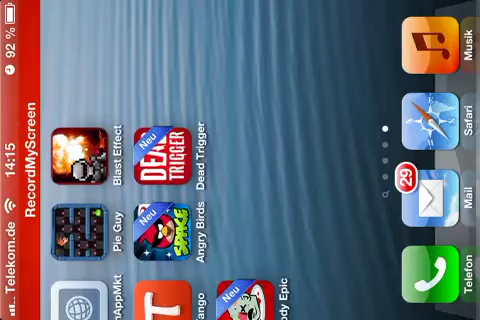 Telekom.de 14:15 92 %
RecordMyScreen
Pie Guy Blast Effect
Neu Neu
SPACE DEAD TRIGGER
Angry Birds Dead Trigger
Neu
29
Telefon Mail Safari Musik